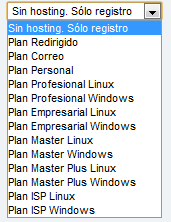 Sin hosting. Sólo registro
Sin hosting. Sólo registro
Plan Redirigido
Plan Correo
Plan Personal
Plan Profesional Linux
Plan Profesional Windows
Plan Empresarial Linux
Plan Empresarial Windows
Plan Master Linux
Plan Master Windows
Plan Master Plus Linux
Plan Master Plus Windows
Plan ISP Linux
Plan ISP Windows